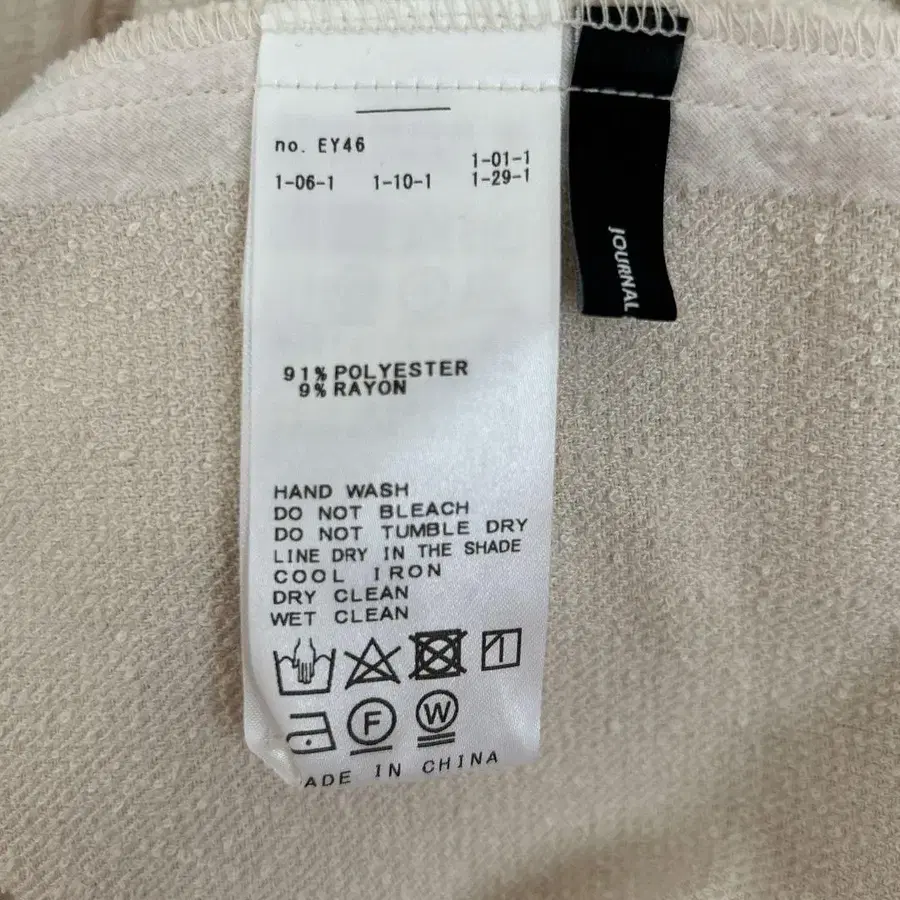 no. EY46
1-01-1
1-06-1 1-10-1 1-29-1
JOURNAL
91% POLYESTER
9% RAYON
HAND WASH
DO NOT BLEACH
DO NOT TUMBLE DRY
LINE DRY IN THE SHADE
COOL IRON
DRY CLEAN
WET CLEAN
F W
ADE IN CHINA